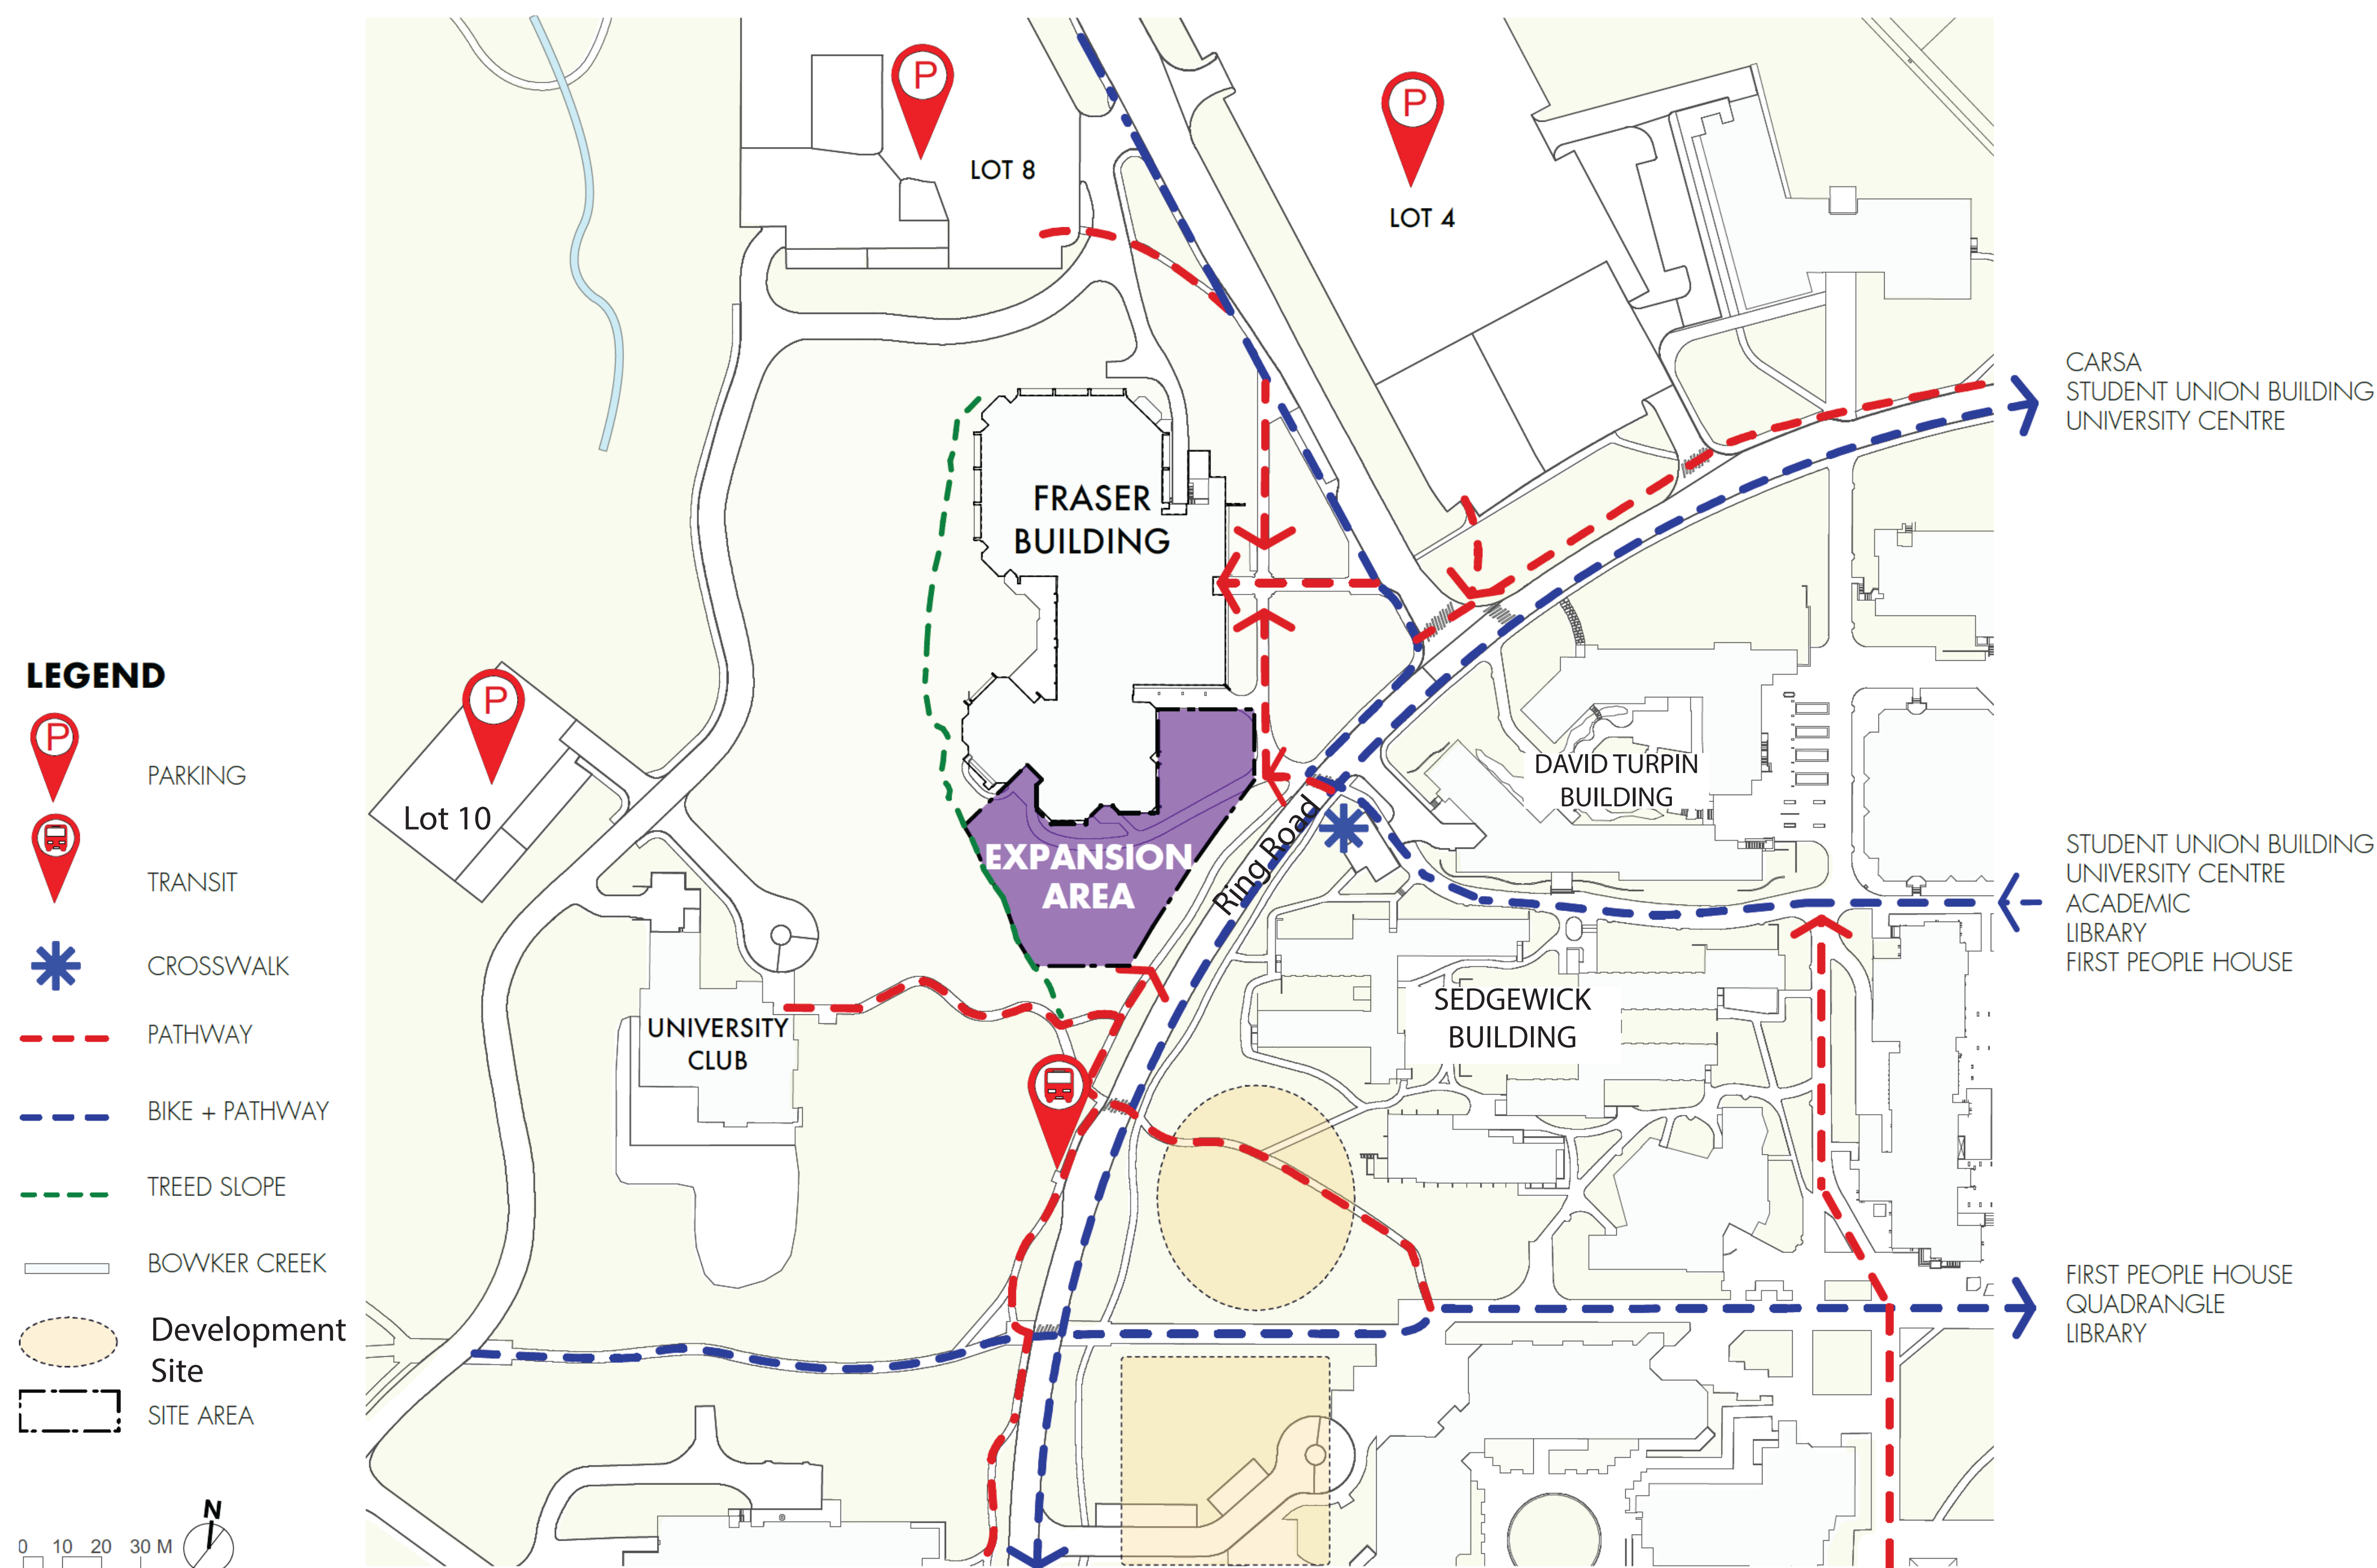 P
P
LOT 8
LOT 4
CARSA
STUDENT UNION BUILDING
UNIVERSITY CENTRE
FRASER
BUILDING
LEGEND
P
PARKING
TRANSIT
CROSSWALK
PATHWAY
BIKE + PATHWAY
TREED SLOPE
BOWKER CREEK
Development
Site
SITE AREA
N
0 10 20 30 M
P
Lot 10
DAVID TURPIN
BUILDING
Ring Road
EXPANSION
AREA
STUDENT UNION BUILDING
UNIVERSITY CENTRE
ACADEMIC
LIBRARY
FIRST PEOPLE HOUSE
SEDGEWICK
BUILDING
UNIVERSITY
CLUB
FIRST PEOPLE HOUSE
QUADRANGLE
LIBRARY